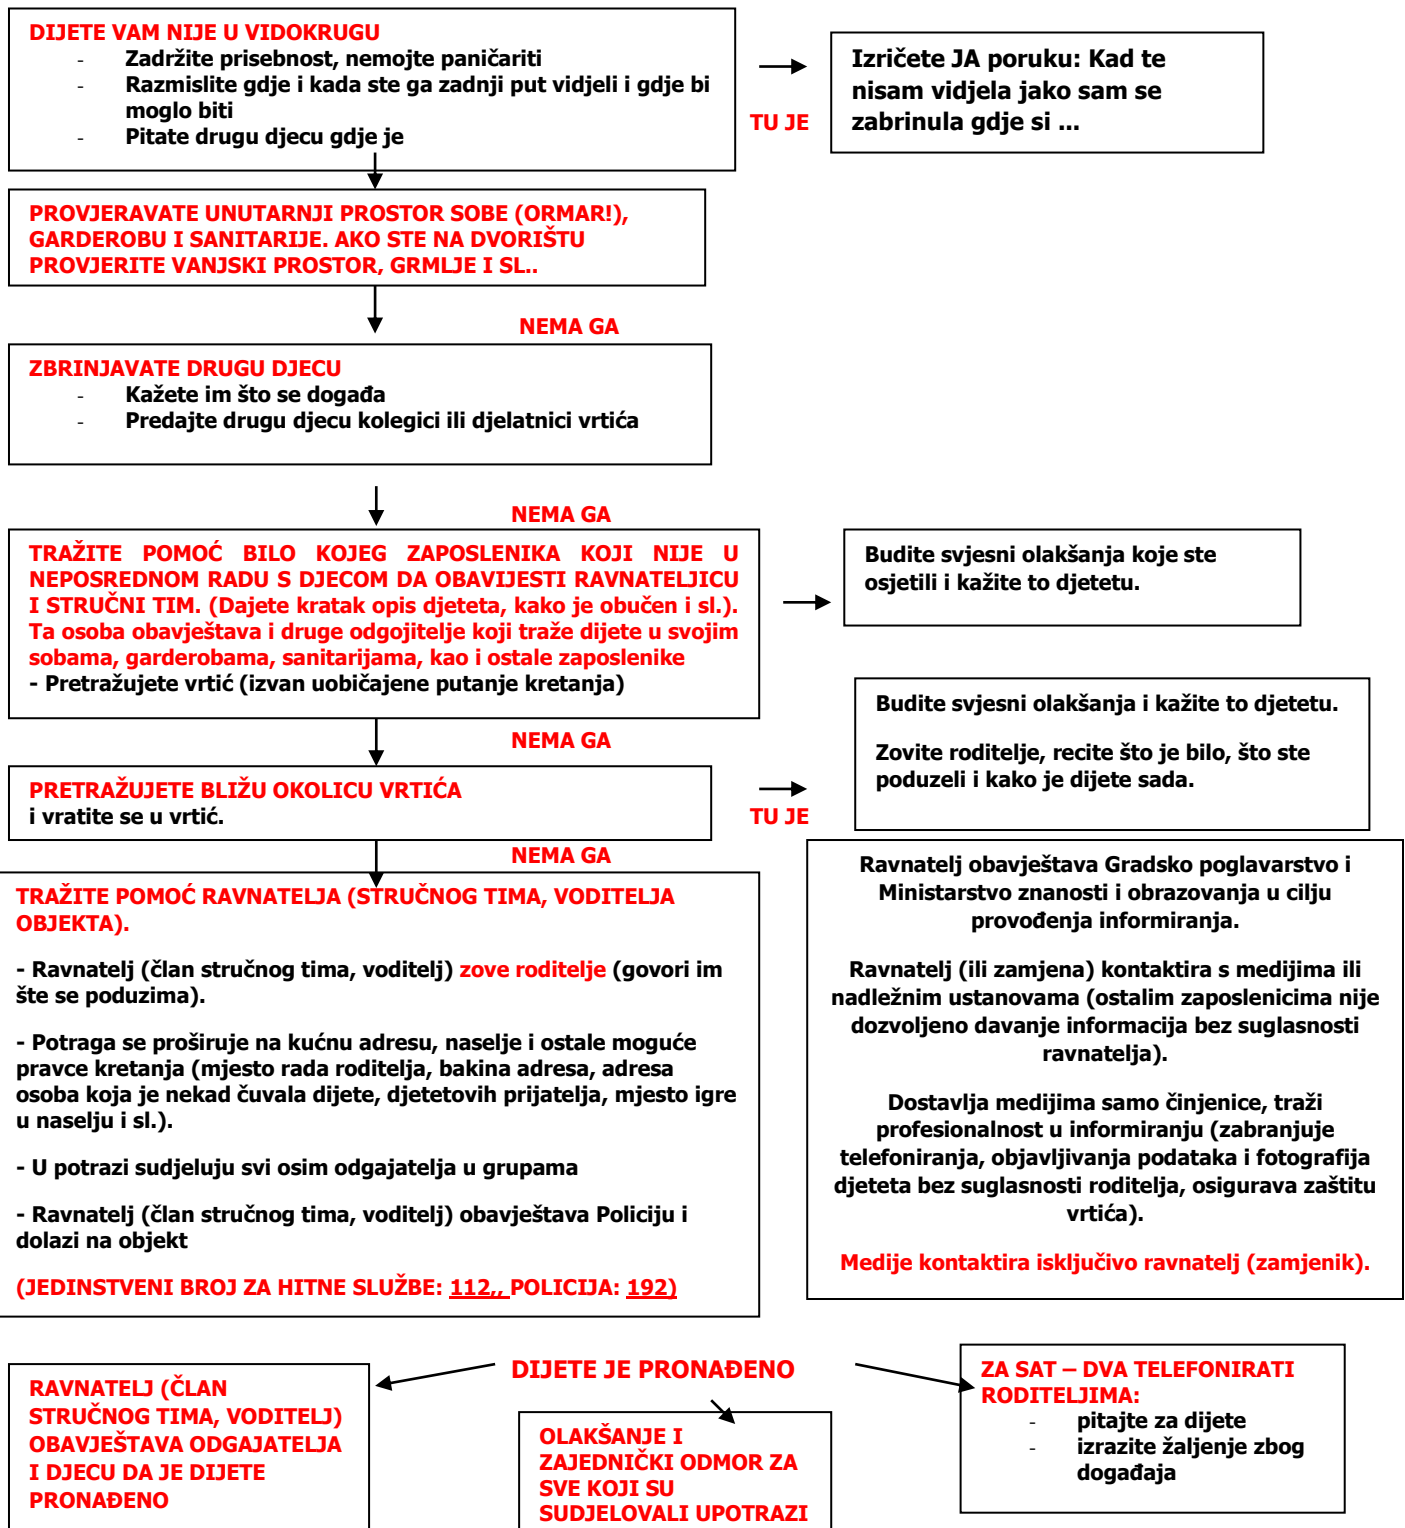 DIJETE VAM NIJE U VIDOKRUGU
- Zadržite prisebnost, nemojte paničariti
- Razmislite gdje i kada ste ga zadnji put vidjeli i gdje bi
moglo biti
- Pitate drugu djecu gdje je
TU JE
Izričete JA poruku: Kad te
nisam vidjela jako sam se
zabrinula gdje si ...
PROVJERAVATE UNUTARNJI PROSTOR SOBE (ORMAR!),
GARDEROBU I SANITARIJE. AKO STE NA DVORIŠTU
PROVJERITE VANJSKI PROSTOR, GRMLJE I SL..
NEMA GA
ZBRINJAVATE DRUGU DJECU
- Kažete im što se događa
- Predajte drugu djecu kolegici ili djelatnici vrtića
NEMA GA
TRAŽITE POMOĆ BILO KOJEG ZAPOSLENIKA KOJI NIJE U
NEPOSREDNOM RADU S DJECOM DA OBAVIJESTI RAVNATELJICU
I STRUČNI TIM. (Dajete kratak opis djeteta, kako je obučen i sl.).
Ta osoba obavještava i druge odgojitelje koji traže dijete u svojim
sobama, garderobama, sanitarijama, kao i ostale zaposlenike
- Pretražujete vrtić (izvan uobičajene putanje kretanja)
Budite svjesni olakšanja koje ste
osjetili i kažite to djetetu.
NEMA GA
PRETRAŽUJETE BLIŽU OKOLICU VRTIĆA
i vratite se u vrtić.
TU JE
Budite svjesni olakšanja i kažite to djetetu.
Zovite roditelje, recite što je bilo, što ste
poduzeli i kako je dijete sada.
NEMA GA
TRAŽITE POMOĆ RAVNATELJA (STRUČNOG TIMA, VODITELJA
OBJEKTA).
- Ravnatelj (član stručnog tima, voditelj) zove roditelje (govori im
šte se poduzima).
- Potraga se proširuje na kućnu adresu, naselje i ostale moguće
pravce kretanja (mjesto rada roditelja, bakina adresa, adresa
osoba koja je nekad čuvala dijete, djetetovih prijatelja, mjesto igre
u naselju i sl.).
- U potrazi sudjeluju svi osim odgajatelja u grupama
- Ravnatelj (član stručnog tima, voditelj) obavještava Policiju i
dolazi na objekt
(JEDINSTVENI BROJ ZA HITNE SLUŽBE: 112,, POLICIJA: 192)
Ravnatelj obavještava Gradsko poglavarstvo i
Ministarstvo znanosti i obrazovanja u cilju
provođenja informiranja.
Ravnatelj (ili zamjena) kontaktira s medijima ili
nadležnim ustanovama (ostalim zaposlenicima nije
dozvoljeno davanje informacija bez suglasnosti
ravnatelja).
Dostavlja medijima samo činjenice, traži
profesionalnost u informiranju (zabranjuje
telefoniranja, objavljivanja podataka i fotografija
djeteta bez suglasnosti roditelja, osigurava zaštitu
vrtića).
Medije kontaktira isključivo ravnatelj (zamjenik).
DIJETE JE PRONAĐENO
RAVNATELJ (ČLAN
STRUČNOG TIMA, VODITELJ)
OBAVJEŠTAVA ODGAJATELJA
I DJECU DA JE DIJETE
PRONAĐENO
OLAKŠANJE I
ZAJEDNIČKI ODMOR ZA
SVE KOJI SU
SUDJELOVALI UPOTRAZI
ZA SAT – DVA TELEFONIRATI
RODITELJIMA:
- pitajte za dijete
- izrazite žaljenje zbog
događaja